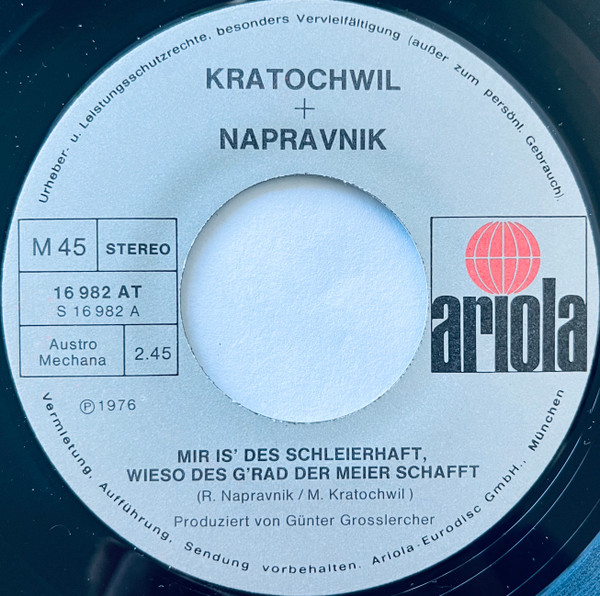 Urheber- u. Leistungsschutzrechte, besonders Vervielfältigung (außer zum persönl. Gebrauch).
KRATOCHWIL
+
NAPRAVNIK
M 45
STEREO
16 982 AT
S 16 982 A
Austro
Mechana
2.45
℗ 1976
ariola
MIR IS' DES SCHLEIERHAFT,
WIESO DES G'RAD DER MEIER SCHAFFT
(R. Napravnik / M. Kratochwil )
Produziert von Günter Grosslercher
Vermietung, Aufführung, Sendung vorbehalten. Ariola-Eurodisc GmbH., München